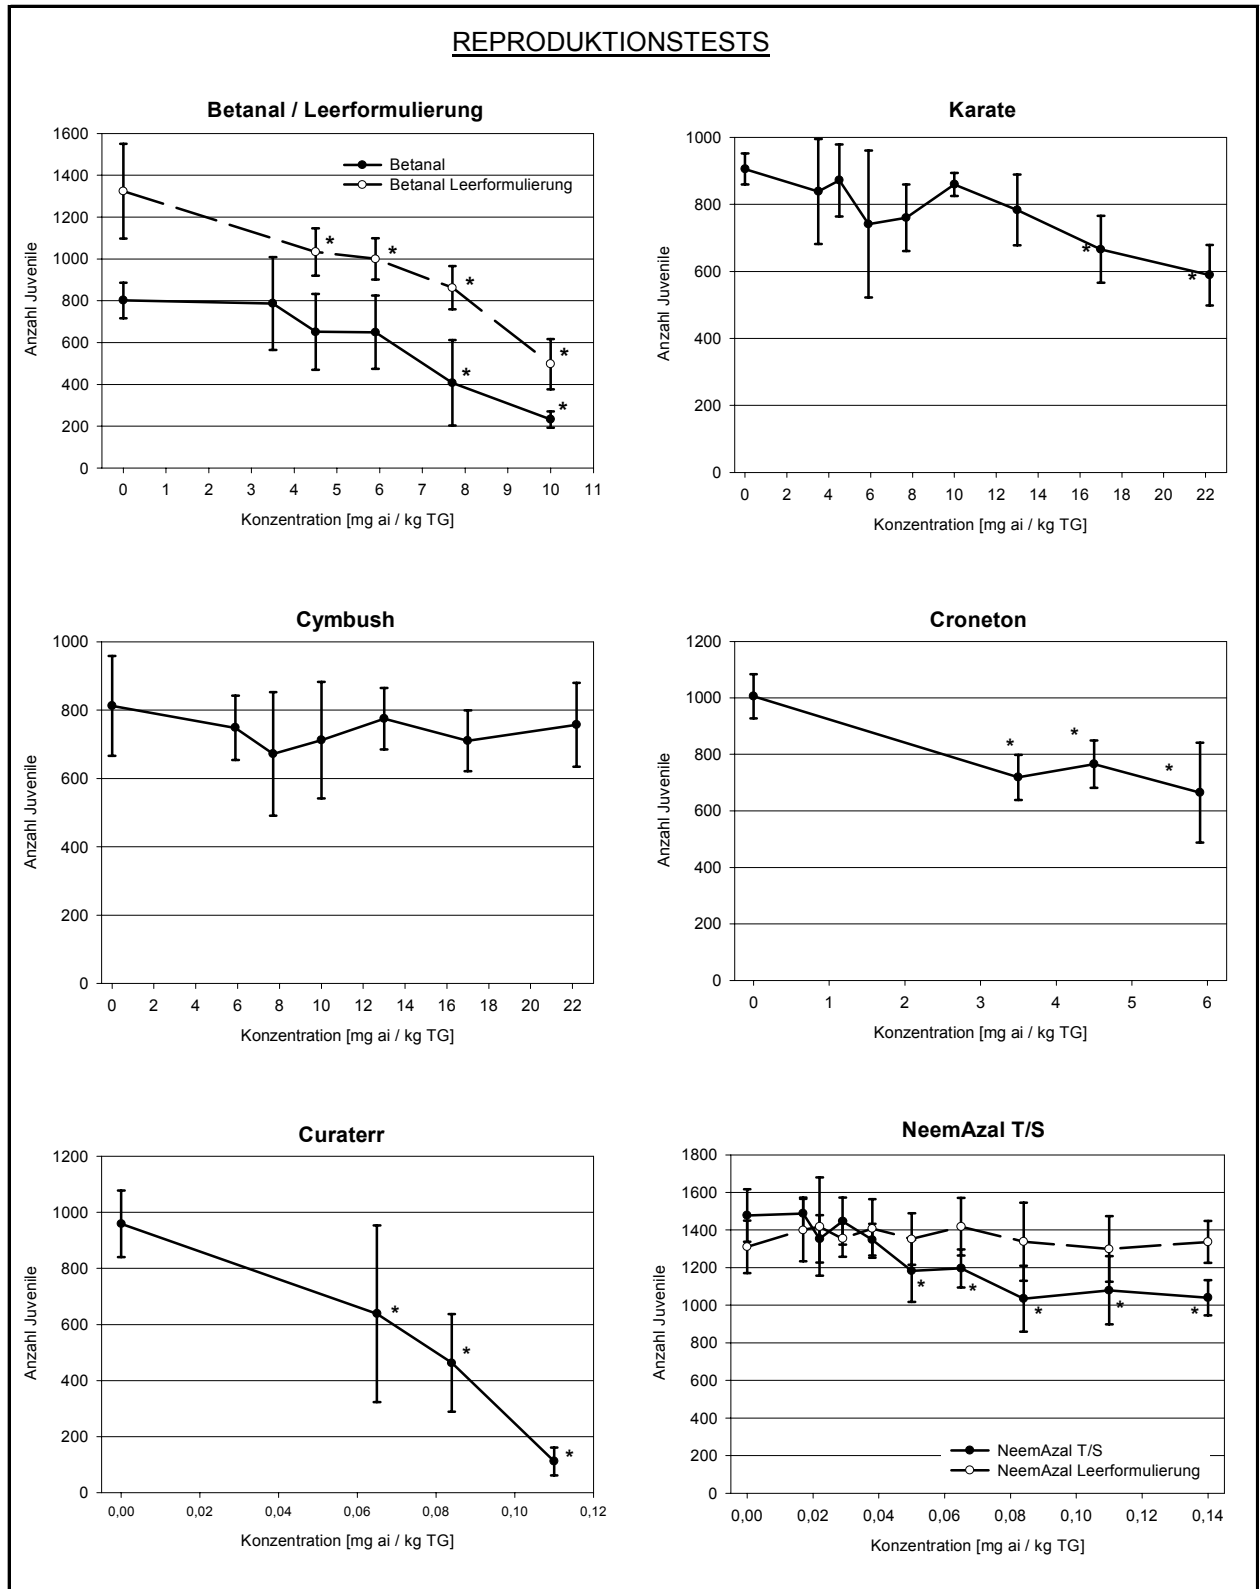 REPRODUKTIONSTESTS
Betanal / Leerformulierung
1600
1400
1200
1000
800
600
400
200
0
Anzahl Juvenile
Betanal
Betanal Leerformulierung
* * * * * *
0 1 2 3 4 5 6 7 8 9 10 11
Konzentration [mg ai / kg TG]
Karate
1000
800
600
400
200
0
Anzahl Juvenile
* *
0 2 4 6 8 10 12 14 16 18 20 22
Konzentration [mg ai / kg TG]
Cymbush
1000
800
600
400
200
0
Anzahl Juvenile
0 2 4 6 8 10 12 14 16 18 20 22
Konzentration [mg ai / kg TG]
Croneton
1200
1000
800
600
400
200
0
Anzahl Juvenile
* * *
0 1 2 3 4 5 6
Konzentration [mg ai / kg TG]
Curaterr
1200
1000
800
600
400
200
0
Anzahl Juvenile
* * *
0,00 0,02 0,04 0,06 0,08 0,10 0,12
Konzentration [mg ai / kg TG]
NeemAzal T/S
1800
1600
1400
1200
1000
800
600
400
200
0
Anzahl Juvenile
* * * * *
NeemAzal T/S
NeemAzal Leerformulierung
0,00 0,02 0,04 0,06 0,08 0,10 0,12 0,14
Konzentration [mg ai / kg TG]